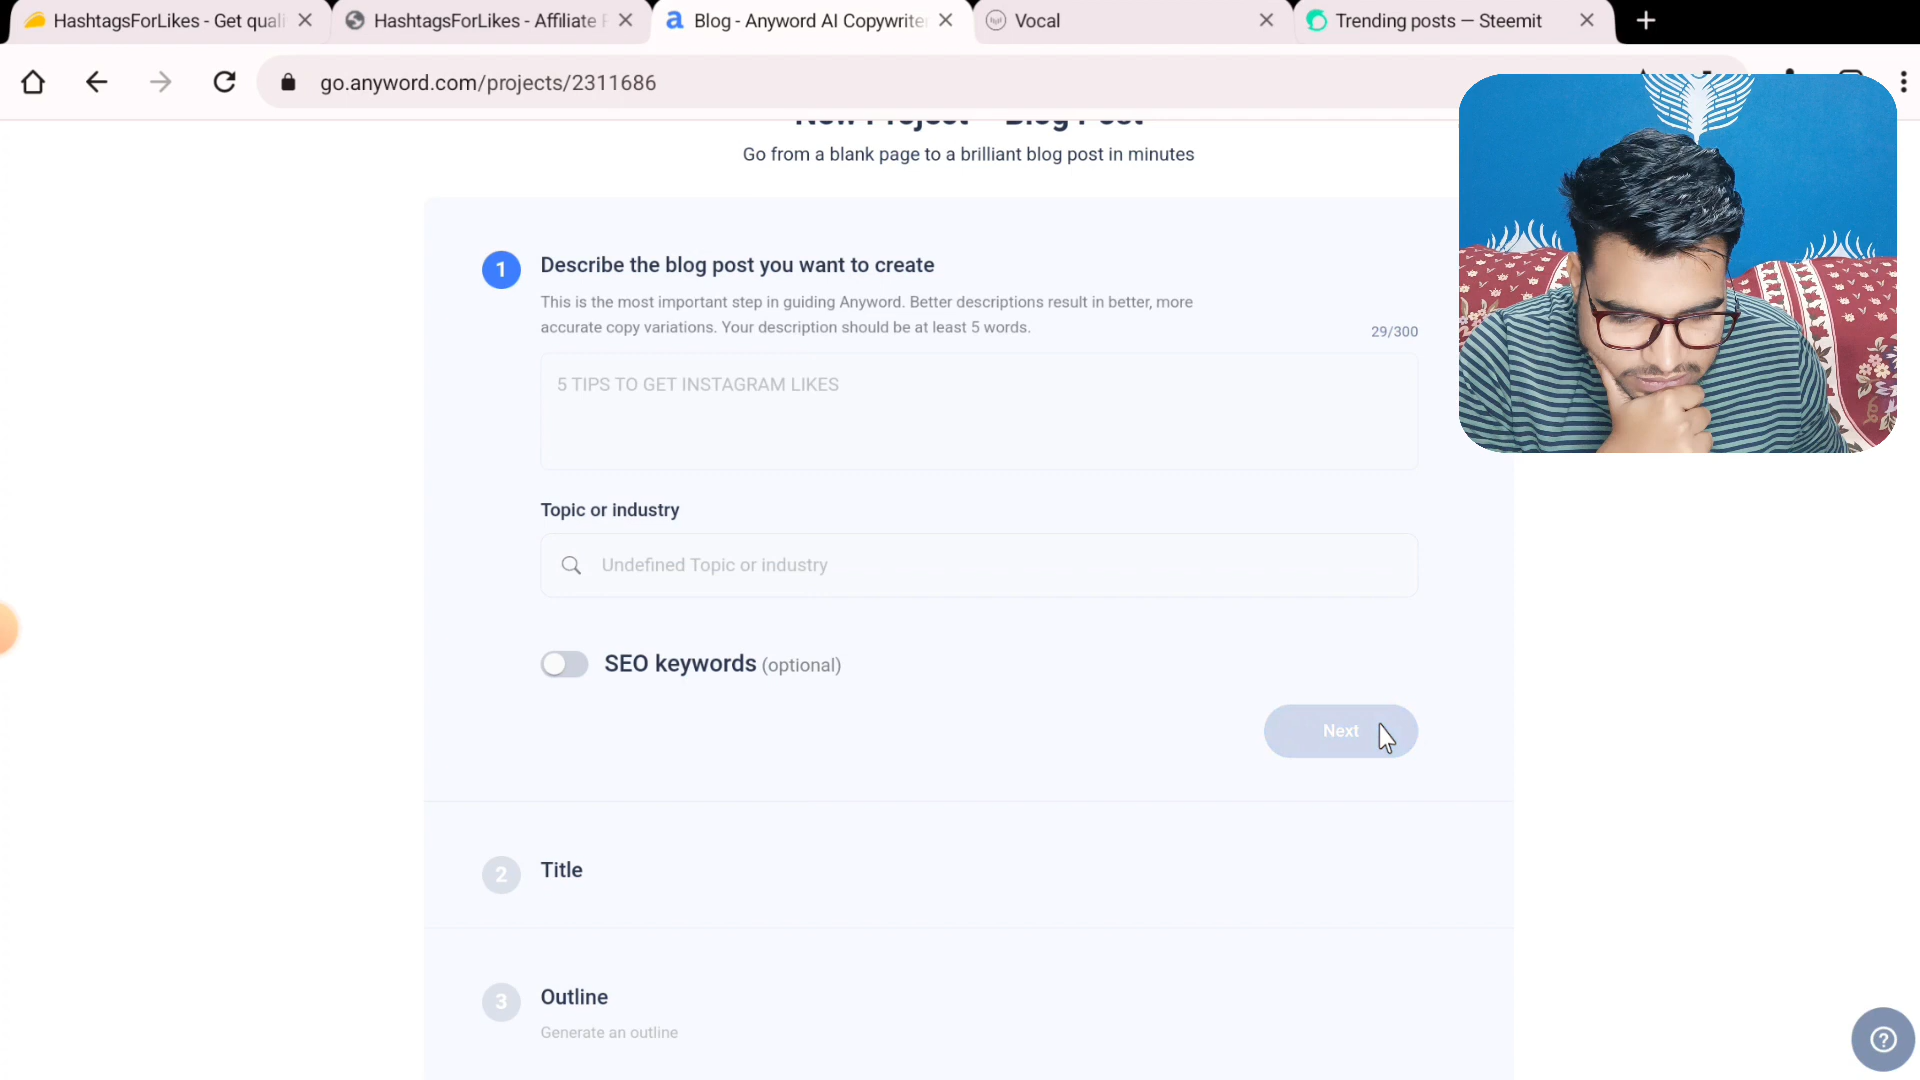 HashtagsForLikes - Get quali
HashtagsForLikes - Affiliate
Blog - Anyword AI Copywrite
Vocal
Trending posts — Steemit
go.anyword.com/projects/2311686
New Project - Blog Post
Go from a blank page to a brilliant blog post in minutes
1
Describe the blog post you want to create
This is the most important step in guiding Anyword. Better descriptions result in better, more
accurate copy variations. Your description should be at least 5 words.
29/300
5 TIPS TO GET INSTAGRAM LIKES
Topic or industry
Undefined Topic or industry
SEO keywords (optional)
Next
2
Title
3
Outline
Generate an outline